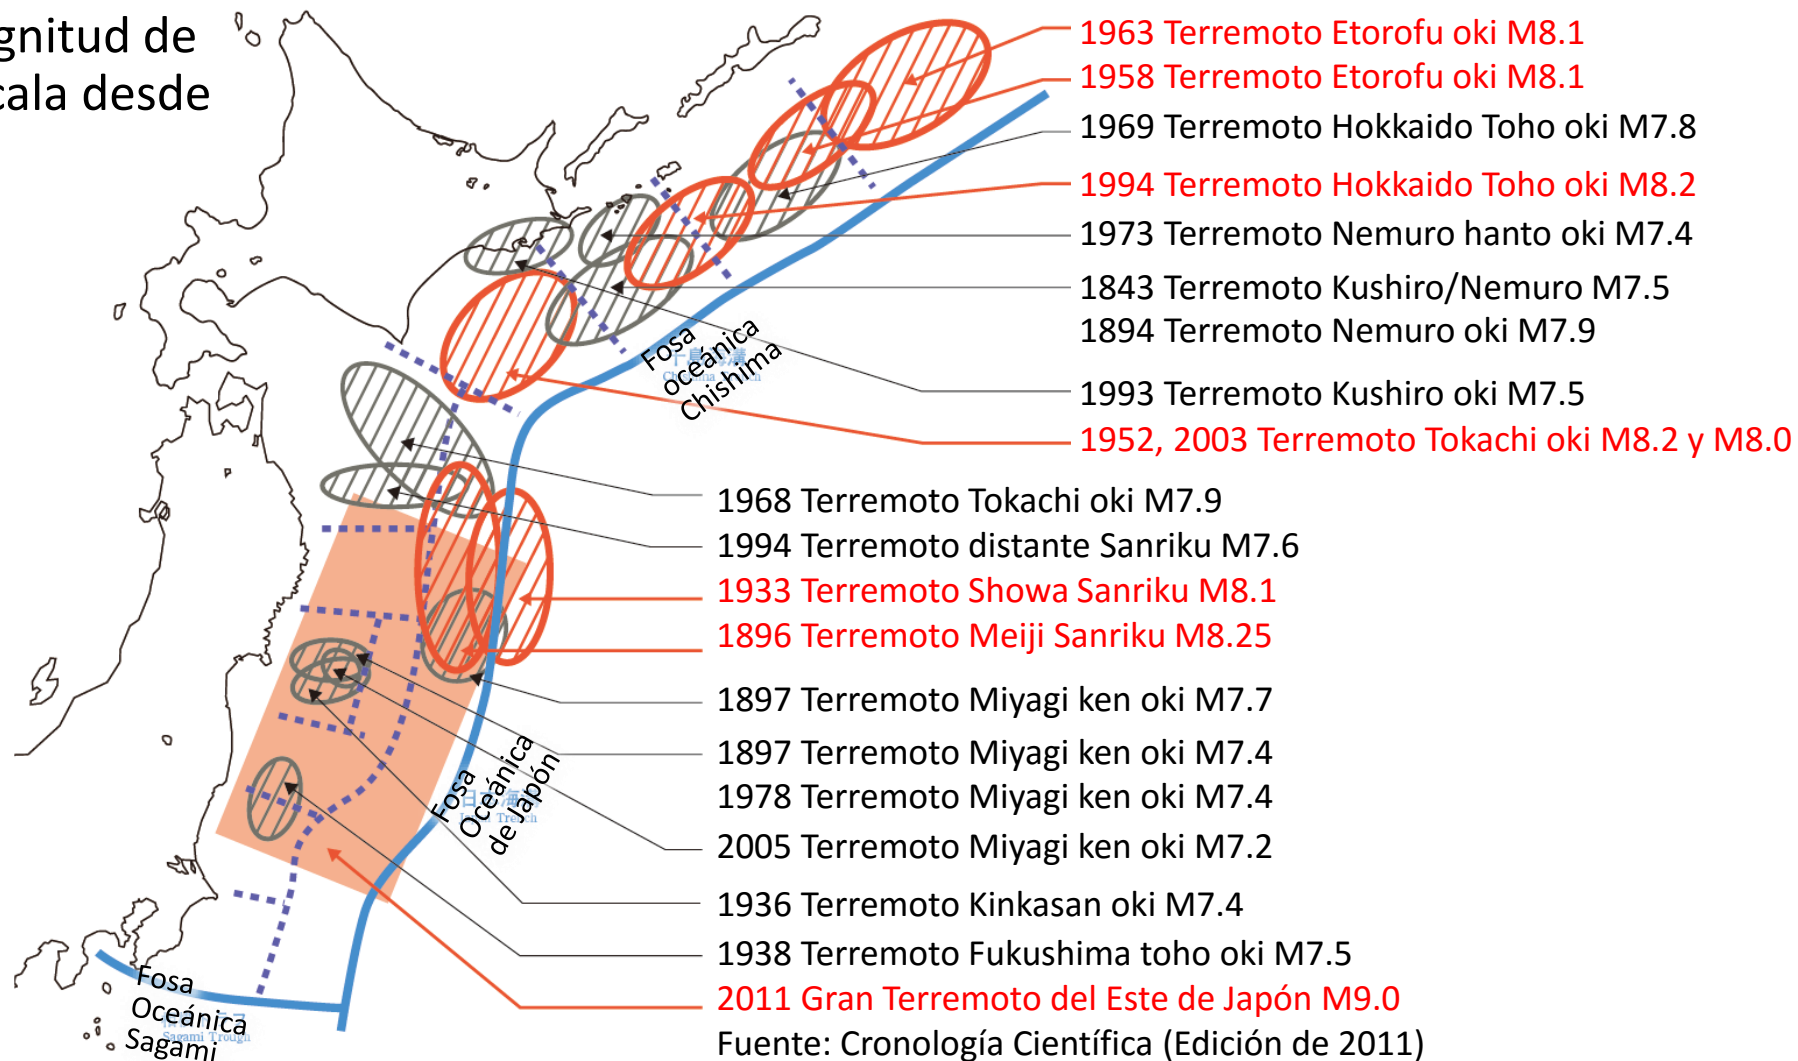 gnitud de
cala desde
1963 Terremoto Etorofu oki M8.1
1958 Terremoto Etorofu oki M8.1
1969 Terremoto Hokkaido Toho oki M7.8
1994 Terremoto Hokkaido Toho oki M8.2
1973 Terremoto Nemuro hanto oki M7.4
1843 Terremoto Kushiro/Nemuro M7.5
1894 Terremoto Nemuro oki M7.9
1993 Terremoto Kushiro oki M7.5
1952, 2003 Terremoto Tokachi oki M8.2 y M8.0
Fosa
oceánica
Chishima
1968 Terremoto Tokachi oki M7.9
1994 Terremoto distante Sanriku M7.6
1933 Terremoto Showa Sanriku M8.1
1896 Terremoto Meiji Sanriku M8.25
1897 Terremoto Miyagi ken oki M7.7
1897 Terremoto Miyagi ken oki M7.4
1978 Terremoto Miyagi ken oki M7.4
2005 Terremoto Miyagi ken oki M7.2
1936 Terremoto Kinkasan oki M7.4
1938 Terremoto Fukushima toho oki M7.5
2011 Gran Terremoto del Este de Japón M9.0
Fuente: Cronología Científica (Edición de 2011)
Fosa
Oceánica
de Japón
Fosa
Oceánica
Sagami
Sagami Trough